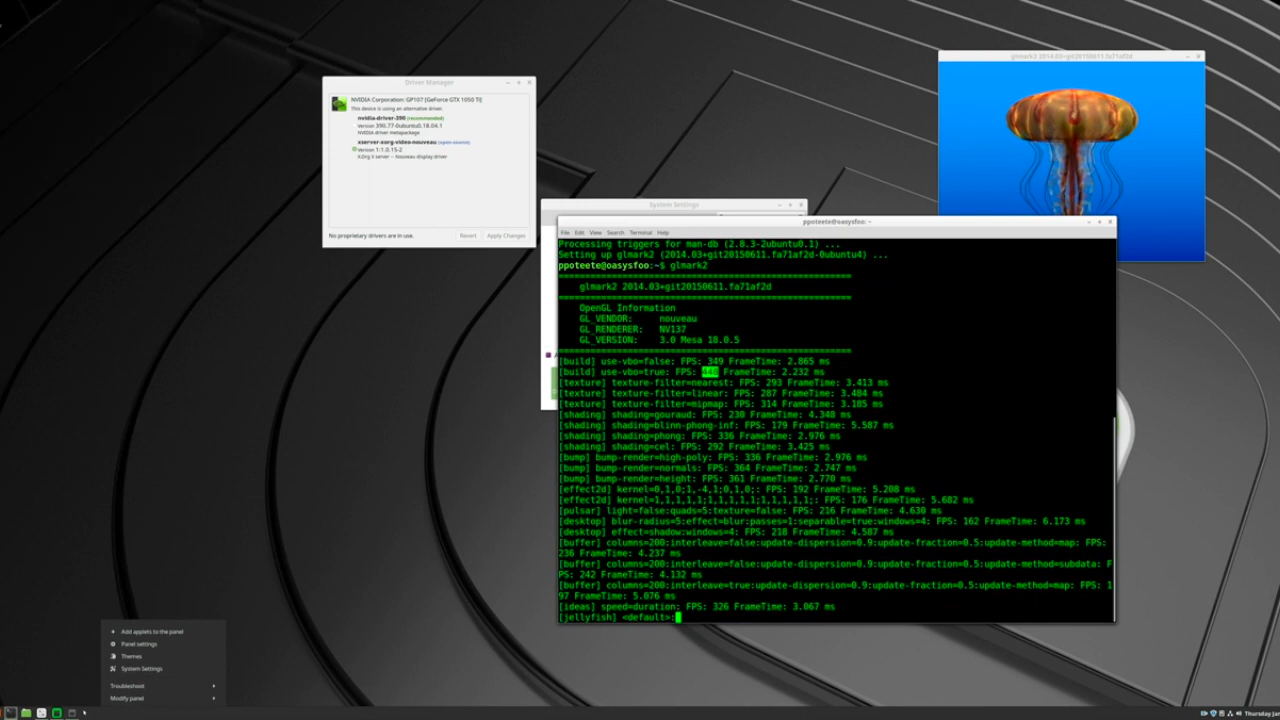 glmark2 2014.03+git20150611.fa71af2d
Driver Manager
NVIDIA Corporation: GP107 [GeForce GTX 1050 Ti]
This device is using an alternative driver.
nvidia-driver-390 (recommended)
Version 390.77-0ubuntu0.18.04.1
NVIDIA driver metapackage
xserver-xorg-video-nouveau (open-source)
Version 1:1.0.15-2
X.Org X server -- Nouveau display driver
No proprietary drivers are in use.
Revert
Apply Changes
System Settings
ppoteete@oasysfoo: ~
File Edit View Search Terminal Help
Processing triggers for man-db (2.8.3-2ubuntu0.1) ...
Setting up glmark2 (2014.03+git20150611.fa71af2d-0ubuntu4) ...
ppoteete@oasysfoo:~$ glmark2
=======================================================
glmark2 2014.03+git20150611.fa71af2d
=======================================================
OpenGL Information
GL_VENDOR: nouveau
GL_RENDERER: NV137
GL_VERSION: 3.0 Mesa 18.0.5
=======================================================
[build] use-vbo=false: FPS: 349 FrameTime: 2.865 ms
[build] use-vbo=true: FPS: 448 FrameTime: 2.232 ms
[texture] texture-filter=nearest: FPS: 293 FrameTime: 3.413 ms
[texture] texture-filter=linear: FPS: 287 FrameTime: 3.484 ms
[texture] texture-filter=mipmap: FPS: 314 FrameTime: 3.185 ms
[shading] shading=gouraud: FPS: 230 FrameTime: 4.348 ms
[shading] shading=blinn-phong-inf: FPS: 179 FrameTime: 5.587 ms
[shading] shading=phong: FPS: 336 FrameTime: 2.976 ms
[shading] shading=cel: FPS: 292 FrameTime: 3.425 ms
[bump] bump-render=high-poly: FPS: 336 FrameTime: 2.976 ms
[bump] bump-render=normals: FPS: 364 FrameTime: 2.747 ms
[bump] bump-render=height: FPS: 361 FrameTime: 2.770 ms
[effect2d] kernel=0,1,0;1,-4,1;0,1,0;: FPS: 192 FrameTime: 5.208 ms
[effect2d] kernel=1,1,1,1,1;1,1,1,1,1;1,1,1,1,1;: FPS: 176 FrameTime: 5.682 ms
[pulsar] light=false:quads=5:texture=false: FPS: 216 FrameTime: 4.630 ms
[desktop] blur-radius=5:effect=blur:passes=1:separable=true:windows=4: FPS: 162 FrameTime: 6.173 ms
[desktop] effect=shadow:windows=4: FPS: 218 FrameTime: 4.587 ms
[buffer] columns=200:interleave=false:update-dispersion=0.9:update-fraction=0.5:update-method=map: FPS:
236 FrameTime: 4.237 ms
[buffer] columns=200:interleave=false:update-dispersion=0.9:update-fraction=0.5:update-method=subdata: F
PS: 242 FrameTime: 4.132 ms
[buffer] columns=200:interleave=true:update-dispersion=0.9:update-fraction=0.5:update-method=map: FPS: 1
97 FrameTime: 5.076 ms
[ideas] speed=duration: FPS: 326 FrameTime: 3.067 ms
[jellyfish] <default>:
Add applets to the panel
Panel settings
Themes
System Settings
Troubleshoot
Modify panel
Thursday